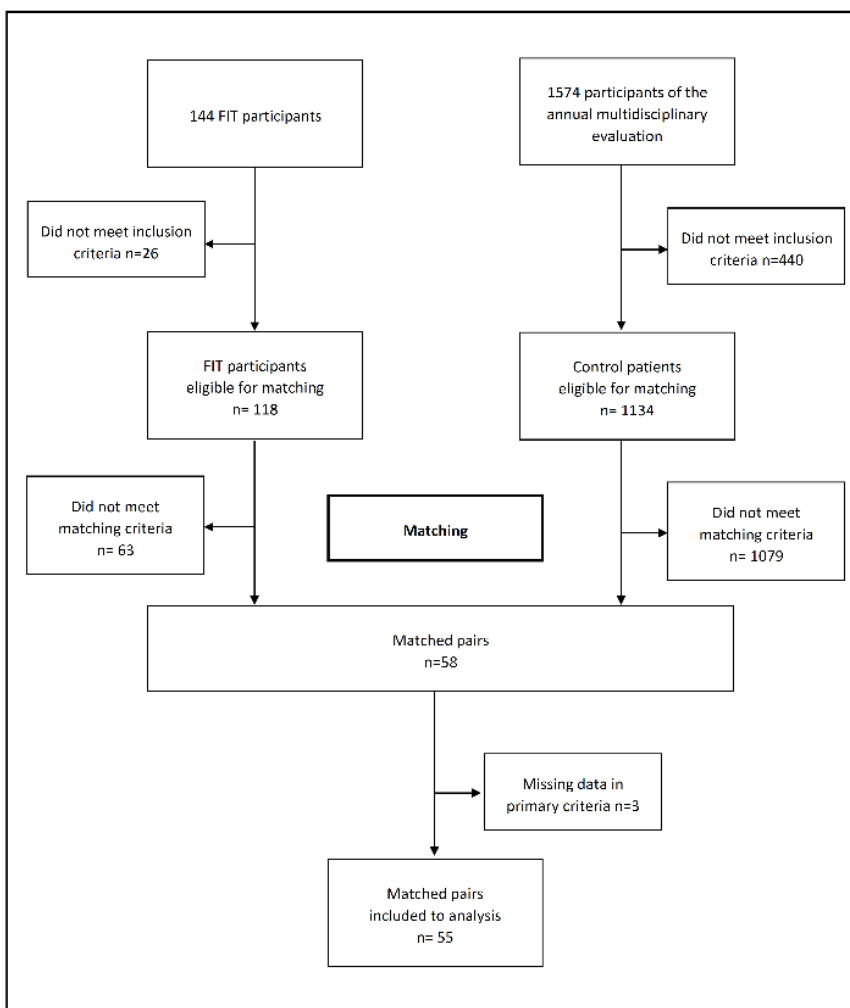 144 FIT participants
1574 participants of the
annual multidisciplinary
evaluation
Did not meet inclusion
criteria n=26
Did not meet inclusion
criteria n=440
FIT participants
eligible for matching
n= 118
Control patients
eligible for matching
n= 1134
Did not meet
matching criteria
n= 63
Matching
Did not meet
matching criteria
n= 1079
Matched pairs
n=58
Missing data in
primary criteria n=3
Matched pairs
included to analysis
n= 55